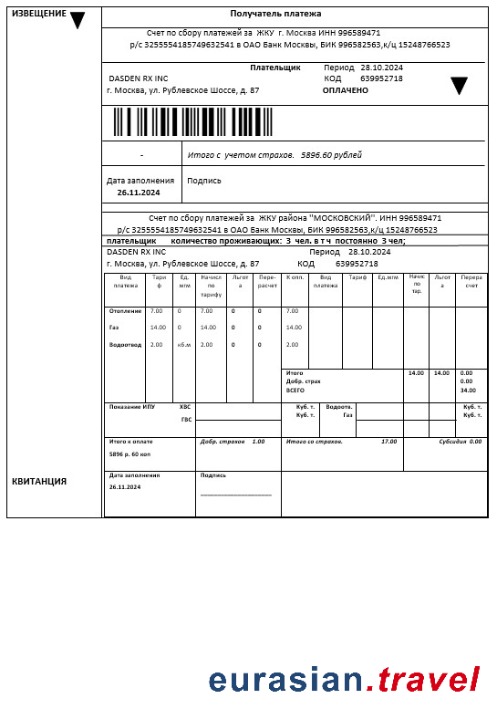 ИЗВЕЩЕНИЕ
Получатель платежа
Счет по сбору платежей за ЖКУ г. Москва ИНН 996589471
р/с 3255554185749632541 в ОАО Банк Москвы, БИК 996582563,к/ц 15248766523
Плательщик Период 28.10.2024
DASDEN RX INC КОД 639952718
г. Москва, ул. Рублевское Шоссе, д. 87 ОПЛАЧЕНО
- Итого с учетом страхов. 5896.60 рублей
Дата заполнения Подпись
26.11.2024
Счет по сбору платежей за ЖКУ района "МОСКОВСКИЙ". ИНН 996589471
р/с 3255554185749632541 в ОАО Банк Москвы, БИК 996582563,к/ц 15248766523
плательщик количество проживающих: 3 чел. в т ч постоянно 3 чел;
DASDEN RX INC Период 28.10.2024
г. Москва, ул. Рублевское Шоссе, д. 87 КОД 639952718
Вид платежа Тариф Ед.мгм Начисл по тарифу Льгота Пере-расчет К опл. Вид платежа Тариф Ед.мгм Начис по тар. Льгота Перера счет
Отопление 7.00 0 7.00 0 0 7.00
Газ 14.00 0 14.00 0 0 14.00
Водоотвод 2.00 кб.м 2.00 0 0 2.00
Итого 14.00 14.00 0.00
Добр. страх 0.00
ВСЕГО 34.00
Показание ИПУ ХВС Куб. т. Водоотв. Куб. т.
ГВС Куб. т. Газ Куб. т.
Итого к оплате Добр. страхов 1.00 Итого со страхов. 17.00 Субсидия 0.00
5896 р. 60 коп
КВИТАНЦИЯ
Дата заполнения Подпись
26.11.2024
eurasian.travel